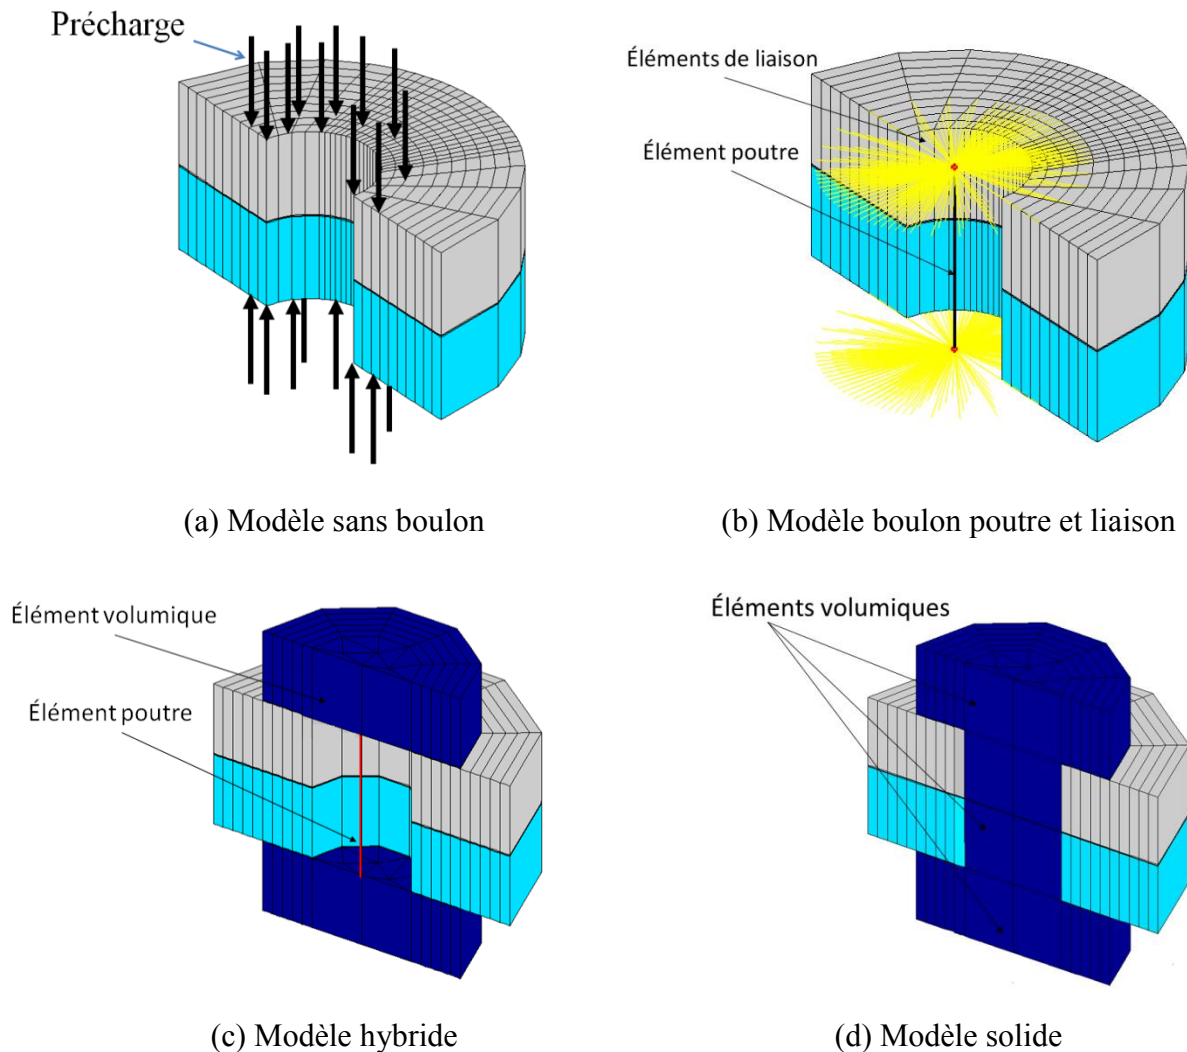 Précharge
Éléments de liaison
Élément poutre
(a) Modèle sans boulon
(b) Modèle boulon poutre et liaison
Élément volumique
Élément poutre
Éléments volumiques
(c) Modèle hybride
(d) Modèle solide